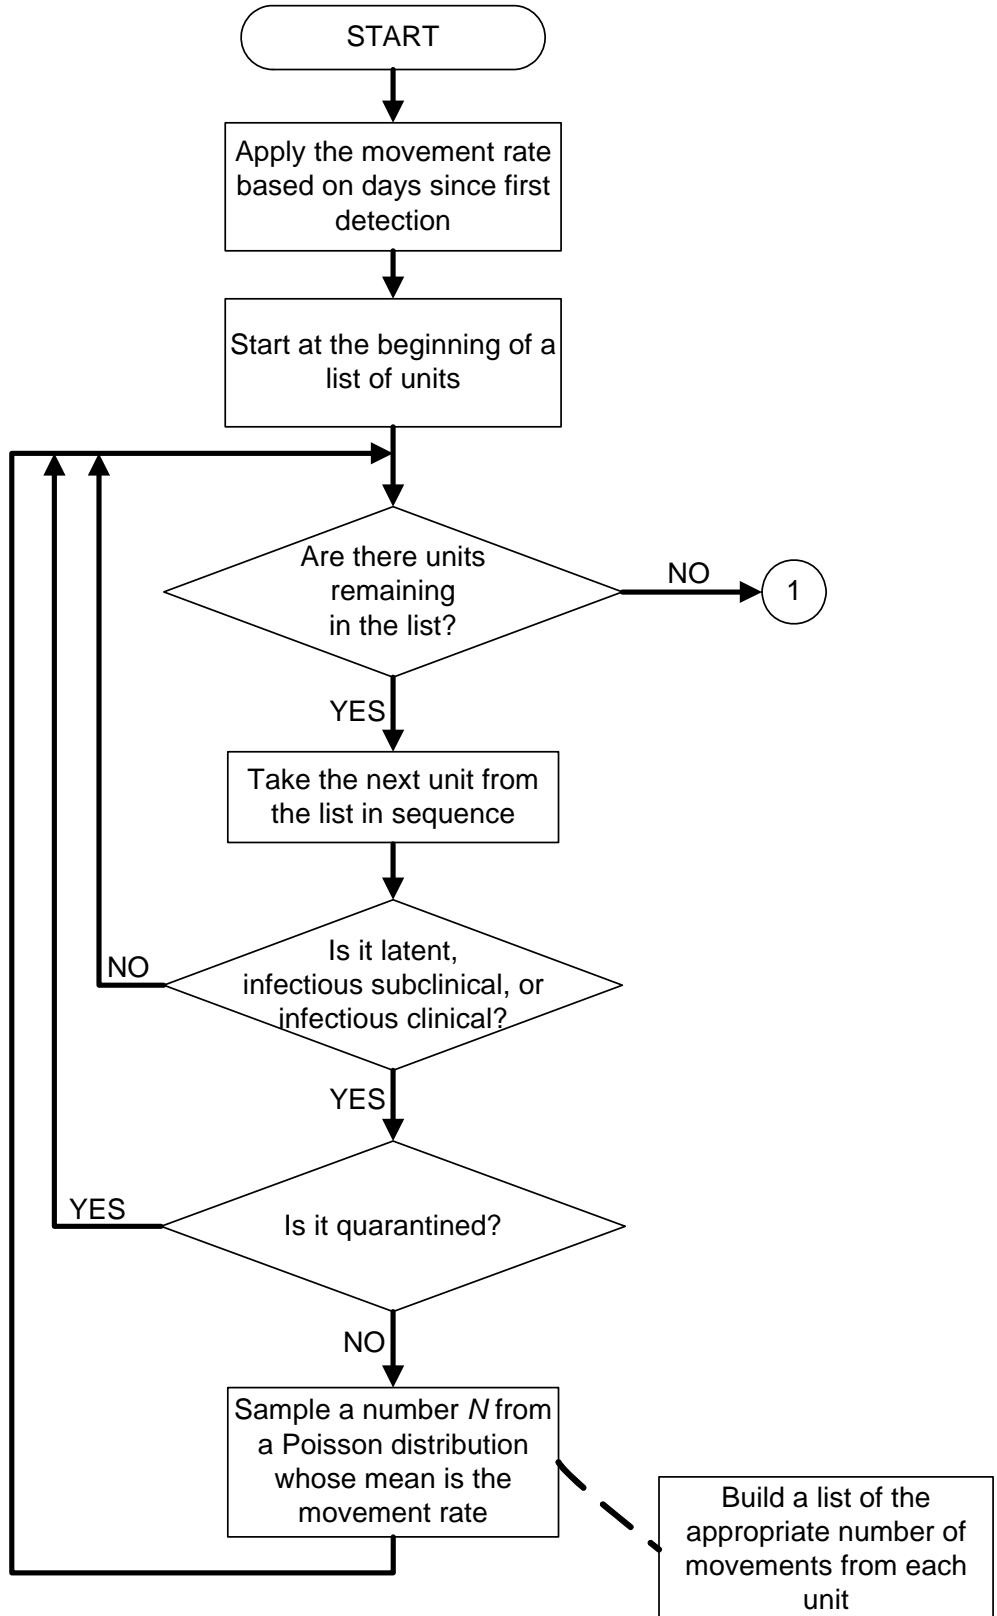 START
Apply the movement rate
based on days since first
detection
Start at the beginning of a
list of units
Are there units
remaining
in the list?
NO
1
YES
Take the next unit from
the list in sequence
Is it latent,
infectious subclinical, or
infectious clinical?
NO
YES
Is it quarantined?
YES
NO
Sample a number N from
a Poisson distribution
whose mean is the
movement rate
Build a list of the
appropriate number of
movements from each
unit